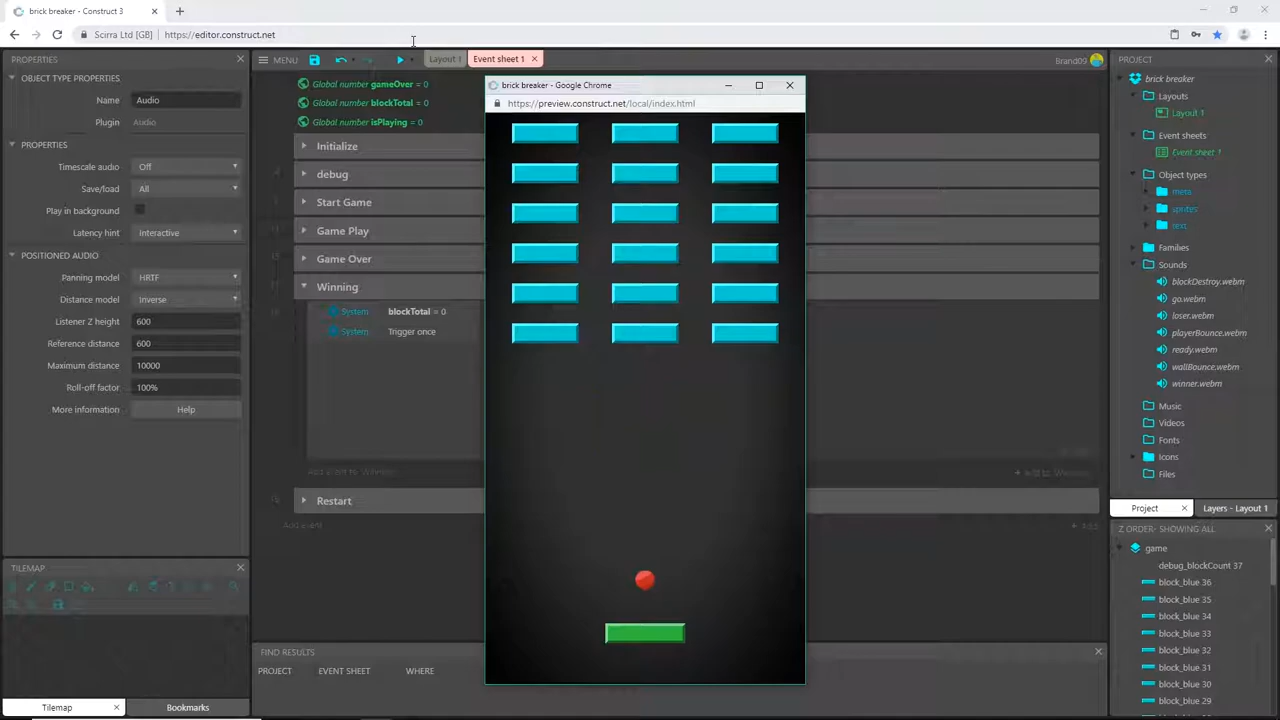 brick breaker - Construct 3
Scirra Ltd [GB] | https://editor.construct.net
PROPERTIES
MENU
Layout 1
Event sheet 1
Brand09
PROJECT
OBJECT TYPE PROPERTIES
Name Audio
Plugin Audio
PROPERTIES
Timescale audio Off
Save/load All
Play in background
Latency hint Interactive
POSITIONED AUDIO
Panning model HRTF
Distance model Inverse
Listener Z height 600
Reference distance 600
Maximum distance 10000
Roll-off factor 100%
More information Help
TILEMAP
Tilemap
Bookmarks
Global number gameOver = 0
Global number blockTotal = 0
Global number isPlaying = 0
Initialize
debug
Start Game
Game Play
Game Over
Winning
System blockTotal = 0
System Trigger once
Add event to 'Winning'
Restart
Add event
FIND RESULTS
PROJECT EVENT SHEET WHERE
brick breaker - Google Chrome
https://preview.construct.net/local/index.html
brick breaker
Layouts
Layout 1
Event sheets
Event sheet 1
Object types
meta
sprites
text
Families
Sounds
blockDestroy.webm
go.webm
loser.webm
playerBounce.webm
ready.webm
wallBounce.webm
winner.webm
Music
Videos
Fonts
Icons
Files
Project
Layers - Layout 1
Z ORDER- SHOWING ALL
game
debug_blockCount 37
block_blue 36
block_blue 35
block_blue 34
block_blue 33
block_blue 32
block_blue 31
block_blue 30
block_blue 29